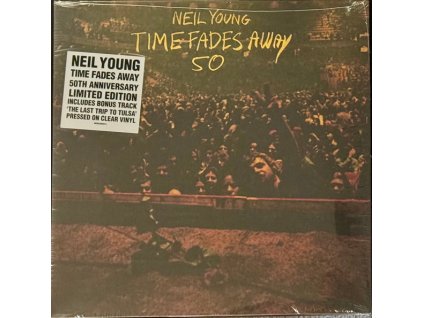 NEIL YOUNG
TIME FADES AWAY
50
NEIL YOUNG
TIME FADES AWAY
50TH ANNIVERSARY
LIMITED EDITION
INCLUDES BONUS TRACK
'THE LAST TRIP TO TULSA'
PRESSED ON CLEAR VINYL